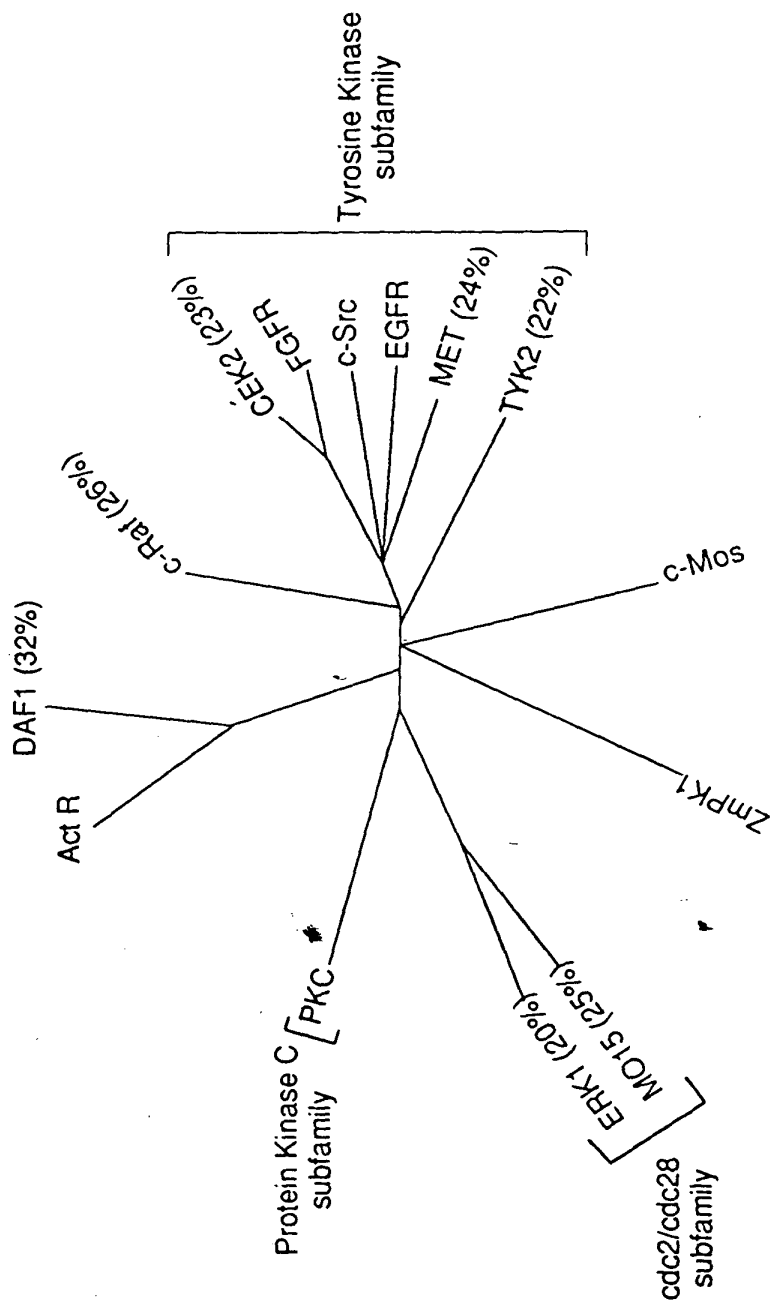 DAF1 (32%)
Act R
c-Raf (26%)
CEK2 (23%)
FGFR
c-Src
EGFR
MET (24%)
TYK2 (22%)
Tyrosine Kinase
subfamily
c-Mos
ZmPK1
Protein Kinase C
subfamily
PKC
ERK1 (20%)
MO15 (25%)
cdc2/cdc28
subfamily